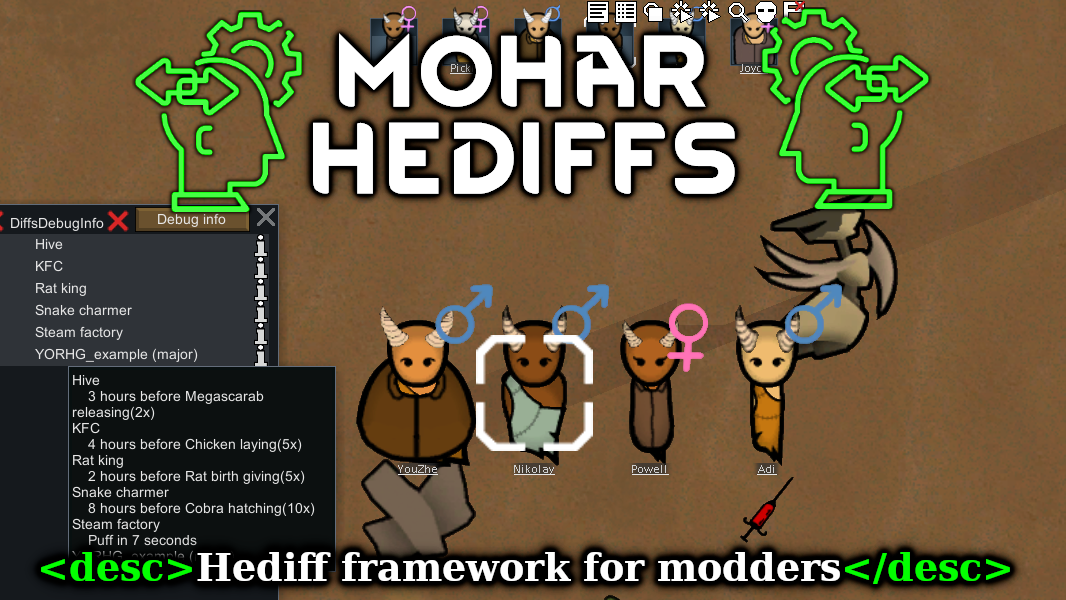 Pick
Joyc
MOHAR
HEDIFFS
DiffsDebugInfo
Debug info
Hive
KFC
Rat king
Snake charmer
Steam factory
YORHG_example (major)
Hive
3 hours before Megascarab
releasing(2x)
KFC
4 hours before Chicken laying(5x)
Rat king
2 hours before Rat birth giving(5x)
Snake charmer
8 hours before Cobra hatching(10x)
Steam factory
Puff in 7 seconds
YouZhe
Nikolay
Powell
Adi
<desc>Hediff framework for modders</desc>